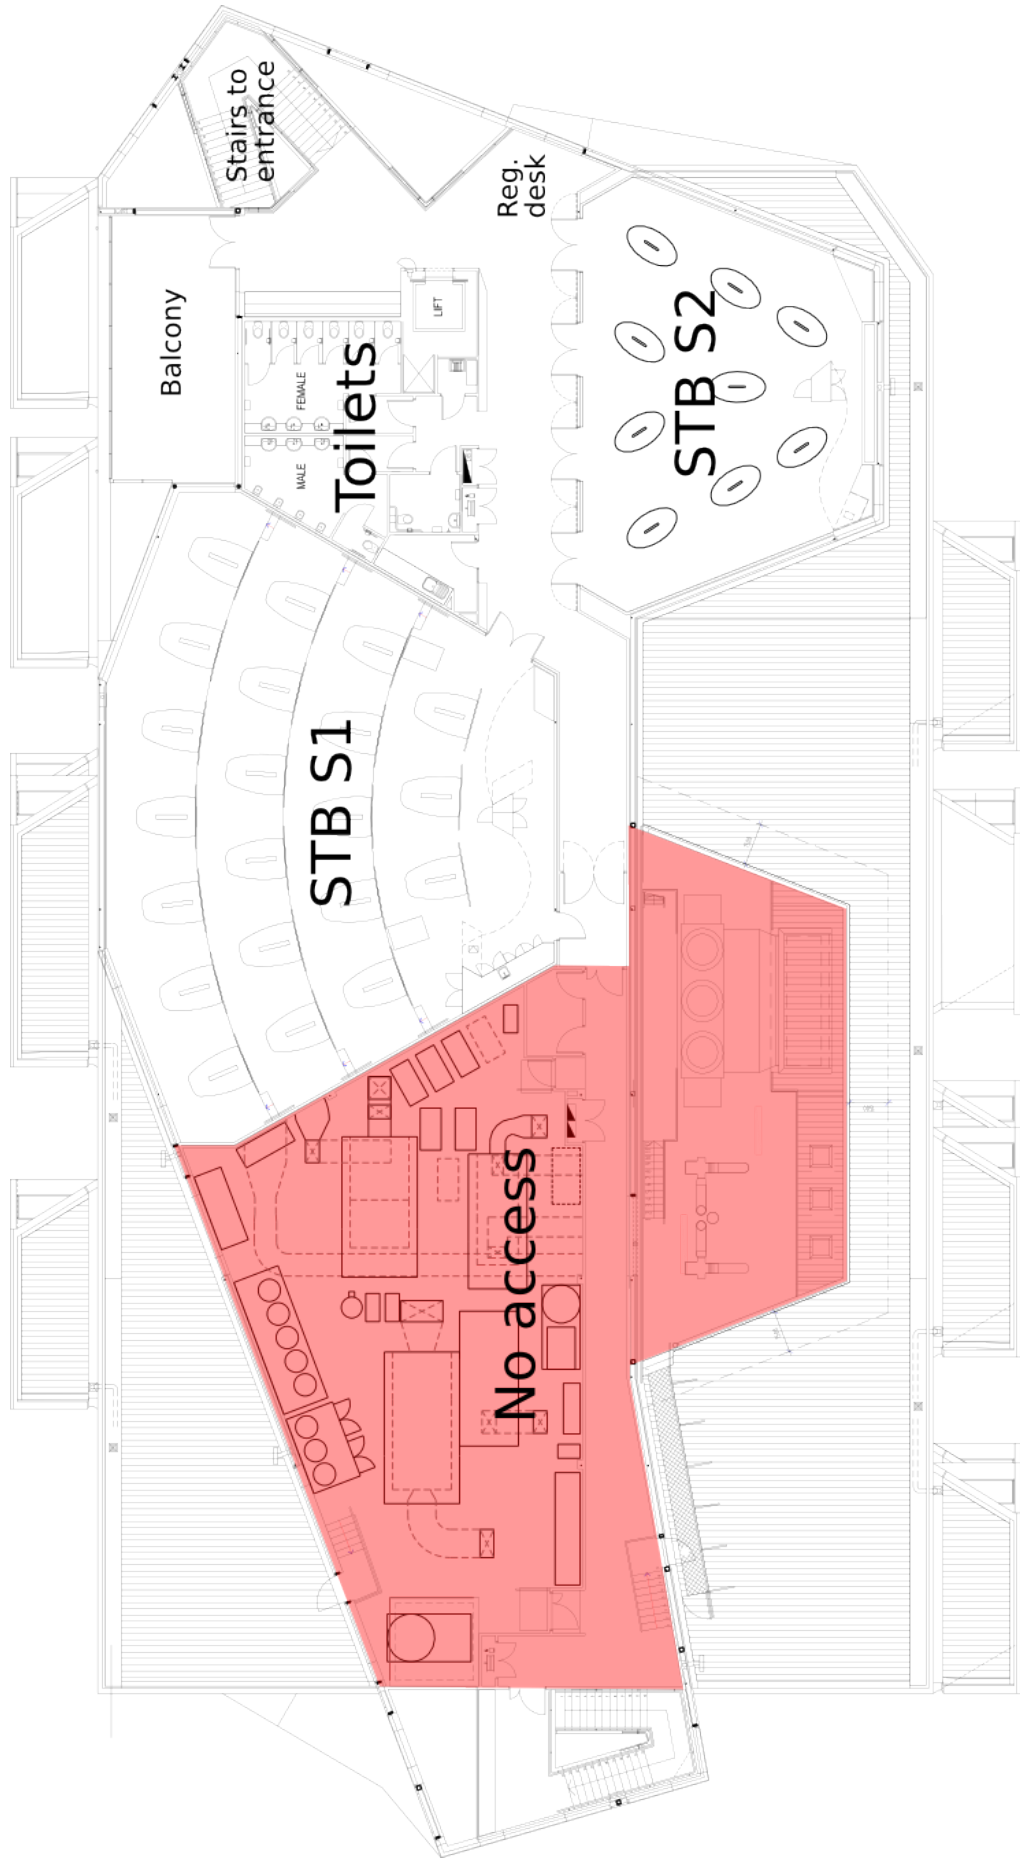 Stairs to
entrance
Reg.
desk
Balcony
LIFT
Toilets
FEMALE
MALE
STB S2
STB S1
No access